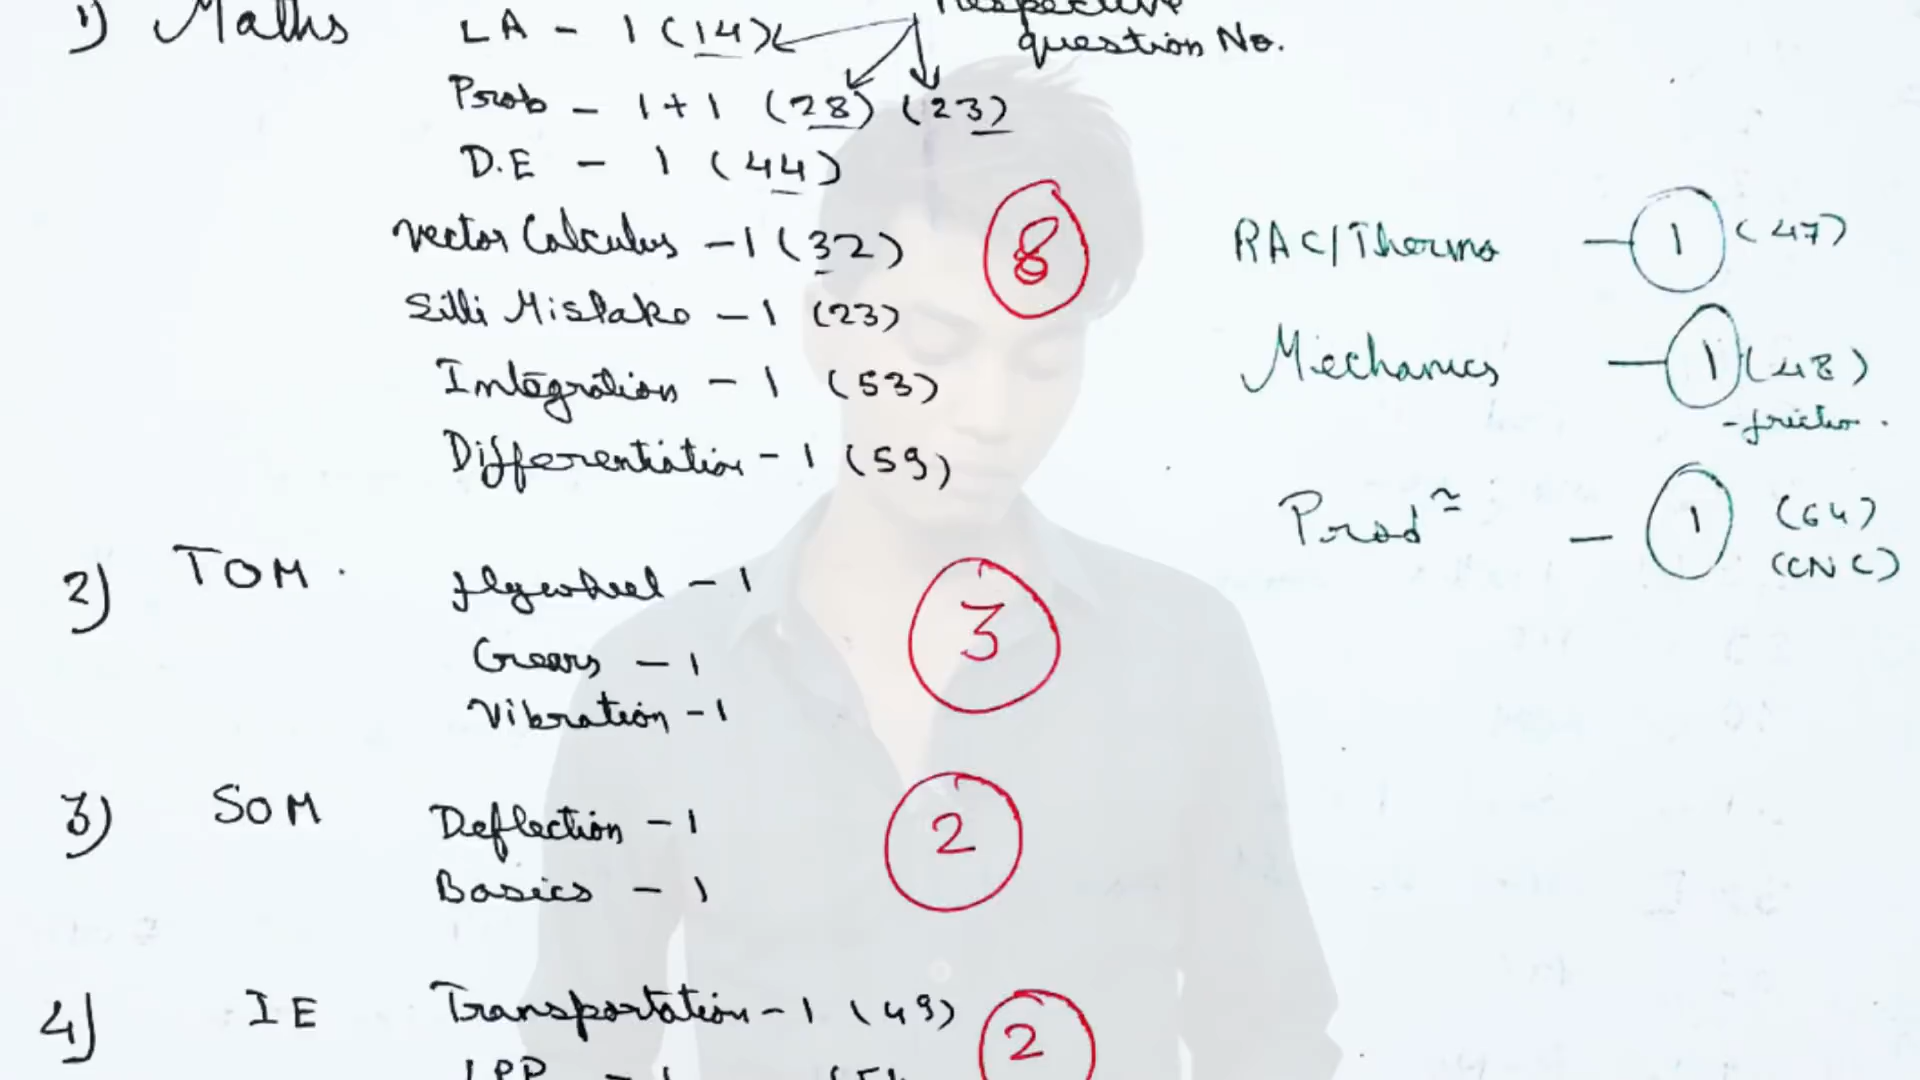 1) Maths LA - 1 (14)
Respective
question No.
Prob - 1+1 (28) (23)
D.E - 1 (44)
Vector Calculus - 1 (32)
8
Silli Mistake - 1 (23)
Integration - 1 (53)
Differentiation - 1 (59)
2) TOM.
Flywheel - 1
Gears - 1
Vibration - 1
3
3) SOM
Deflection - 1
Basics - 1
2
4) IE
Transportation - 1 (49)
LPP - 1
2
RAC/Thermo - 1 (47)
Mechanics - 1 (48)
- friction.
Prod - 1 (64)
(CNC)